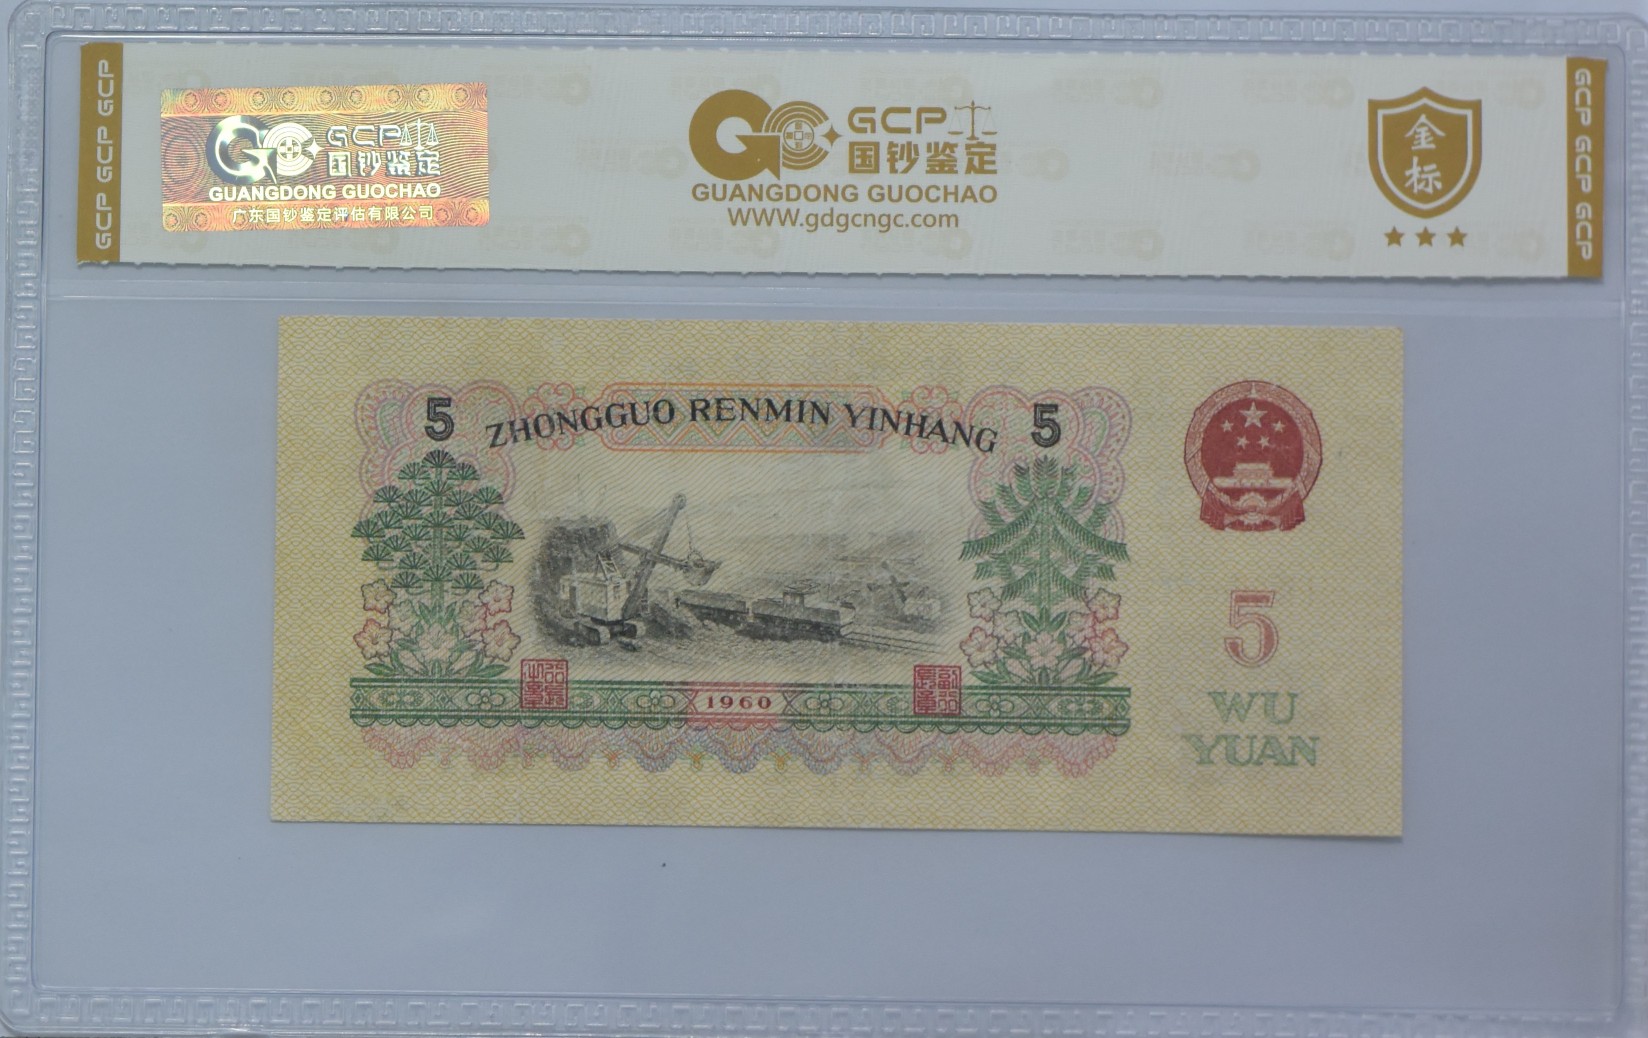 GCP GCP GCP
GCP 国钞鉴定
GUANGDONG GUOCHAO
广东国钞鉴定评估有限公司
GCP
国钞鉴定
GUANGDONG GUOCHAO
WWW.gdgcngc.com
金标
GCP GCP GCP
5 ZHONGGUO RENMIN YINHANG 5
1960
5
WU
YUAN